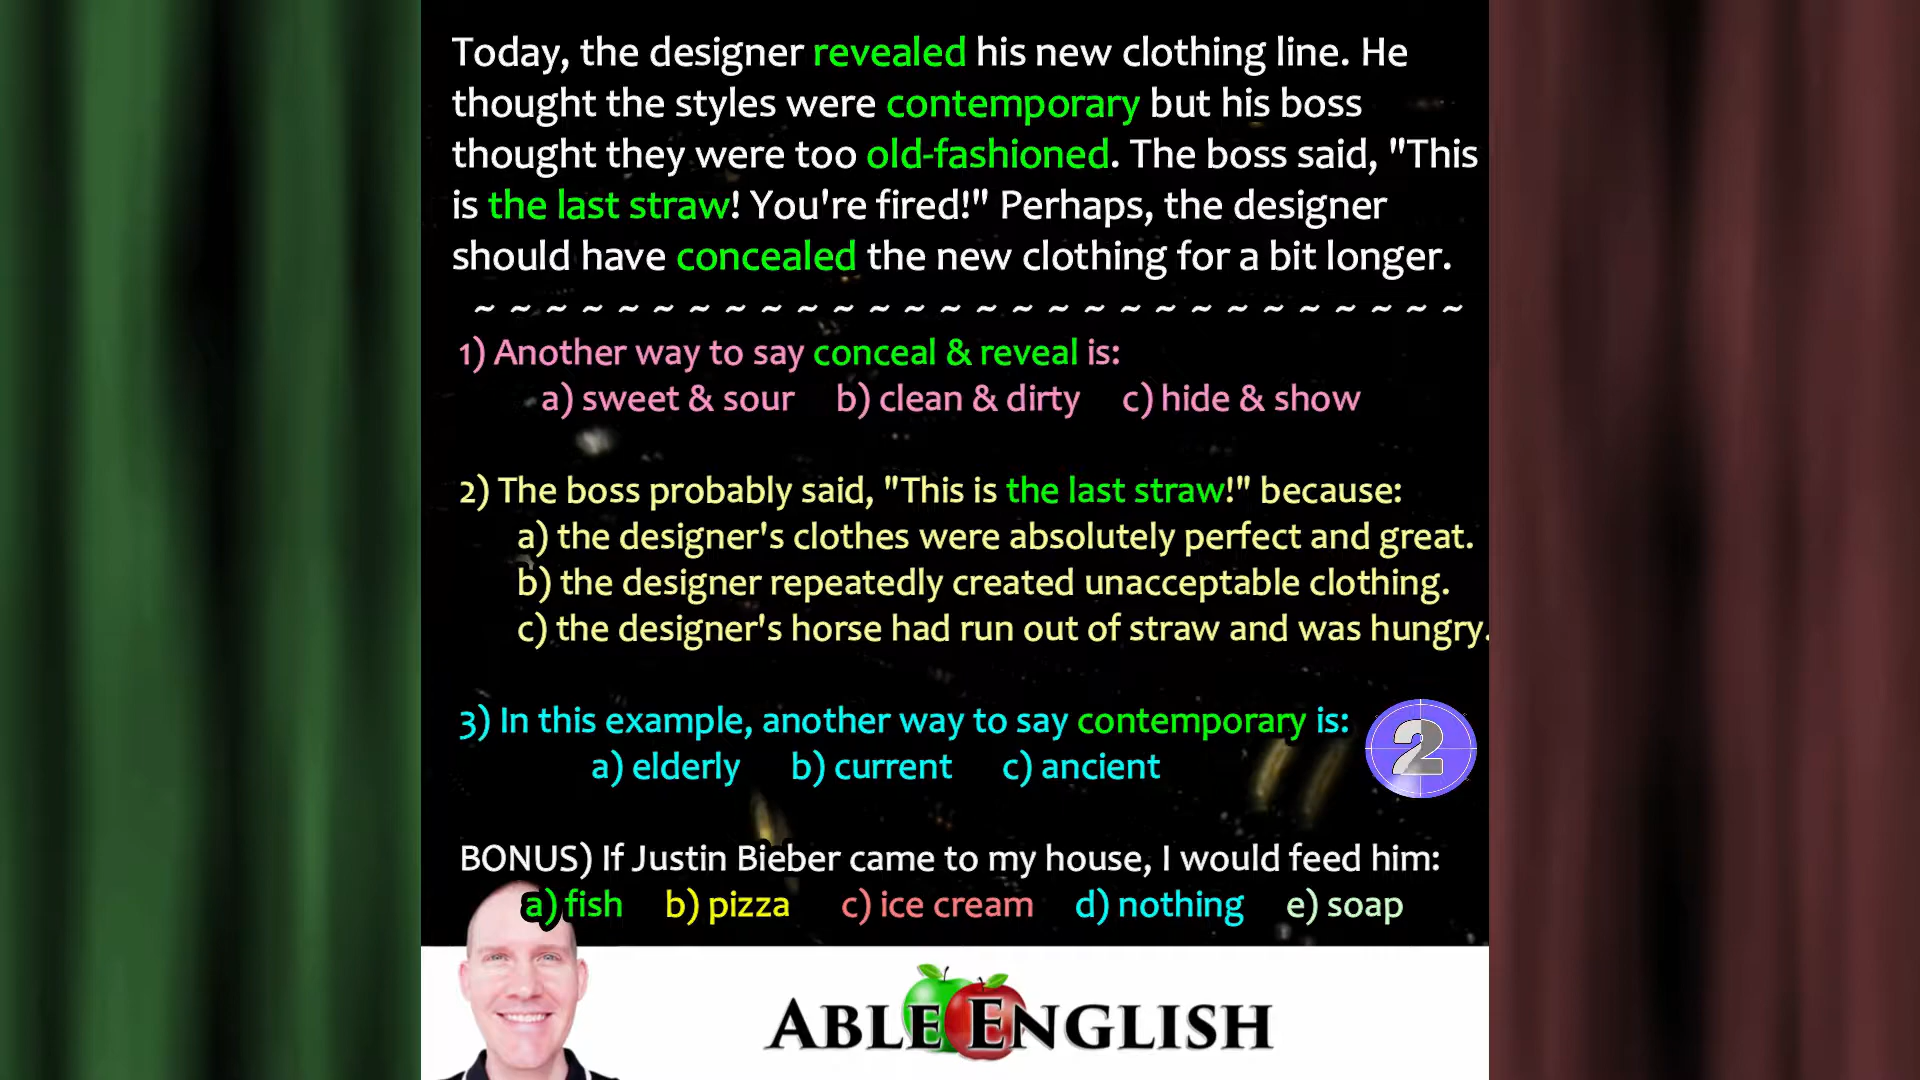 Today, the designer revealed his new clothing line. He
thought the styles were contemporary but his boss
thought they were too old-fashioned. The boss said, "This
is the last straw! You're fired!" Perhaps, the designer
should have concealed the new clothing for a bit longer.
~ ~ ~ ~ ~ ~ ~ ~ ~ ~ ~ ~ ~ ~ ~ ~ ~ ~ ~ ~ ~ ~ ~ ~ ~ ~ ~ ~
1) Another way to say conceal & reveal is:
a) sweet & sour b) clean & dirty c) hide & show
2) The boss probably said, "This is the last straw!" because:
a) the designer's clothes were absolutely perfect and great.
b) the designer repeatedly created unacceptable clothing.
c) the designer's horse had run out of straw and was hungry.
3) In this example, another way to say contemporary is:
2
a) elderly b) current c) ancient
BONUS) If Justin Bieber came to my house, I would feed him:
a) fish b) pizza c) ice cream d) nothing e) soap
ABLE ENGLISH